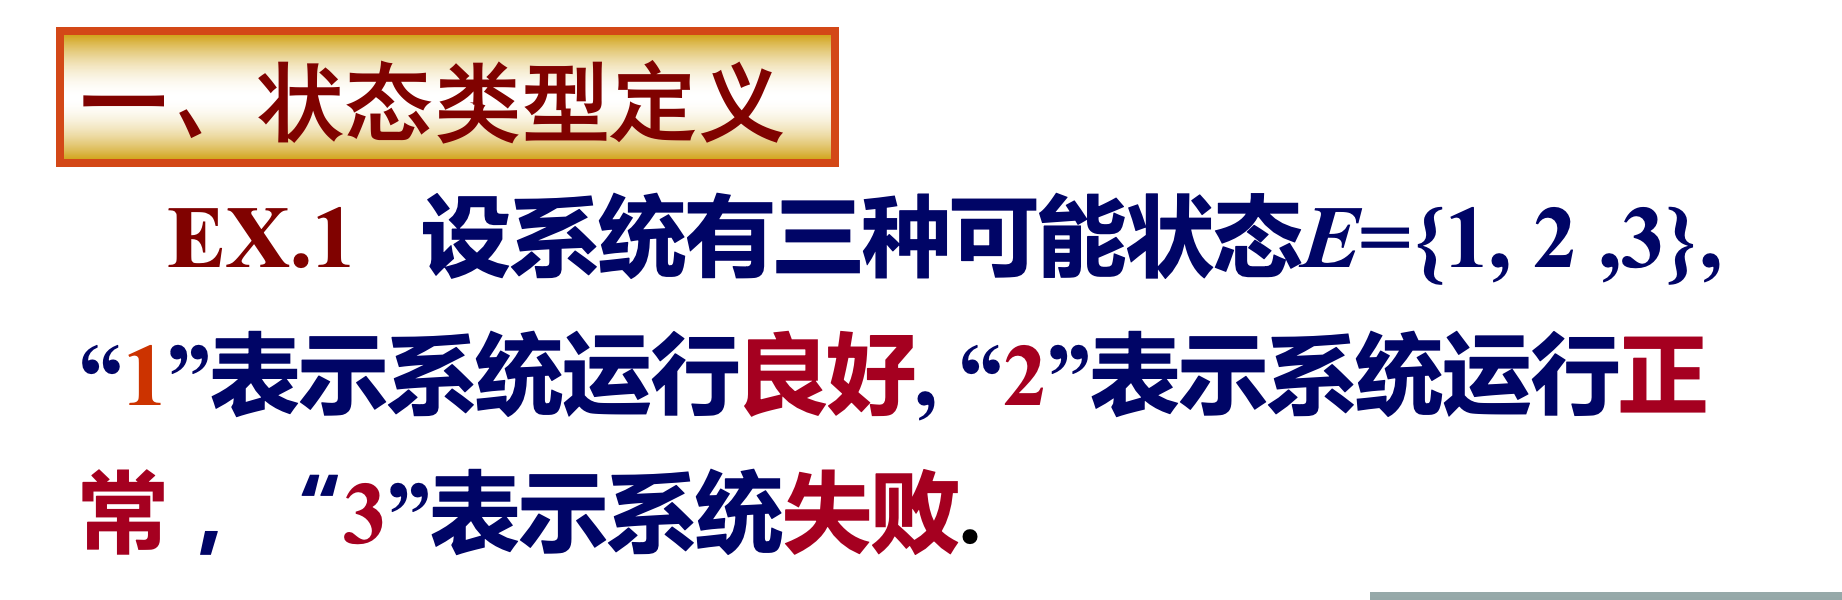 一、状态类型定义
EX.1 设系统有三种可能状态E={1, 2 ,3},
“1”表示系统运行良好, “2”表示系统运行正
常， “3”表示系统失败.